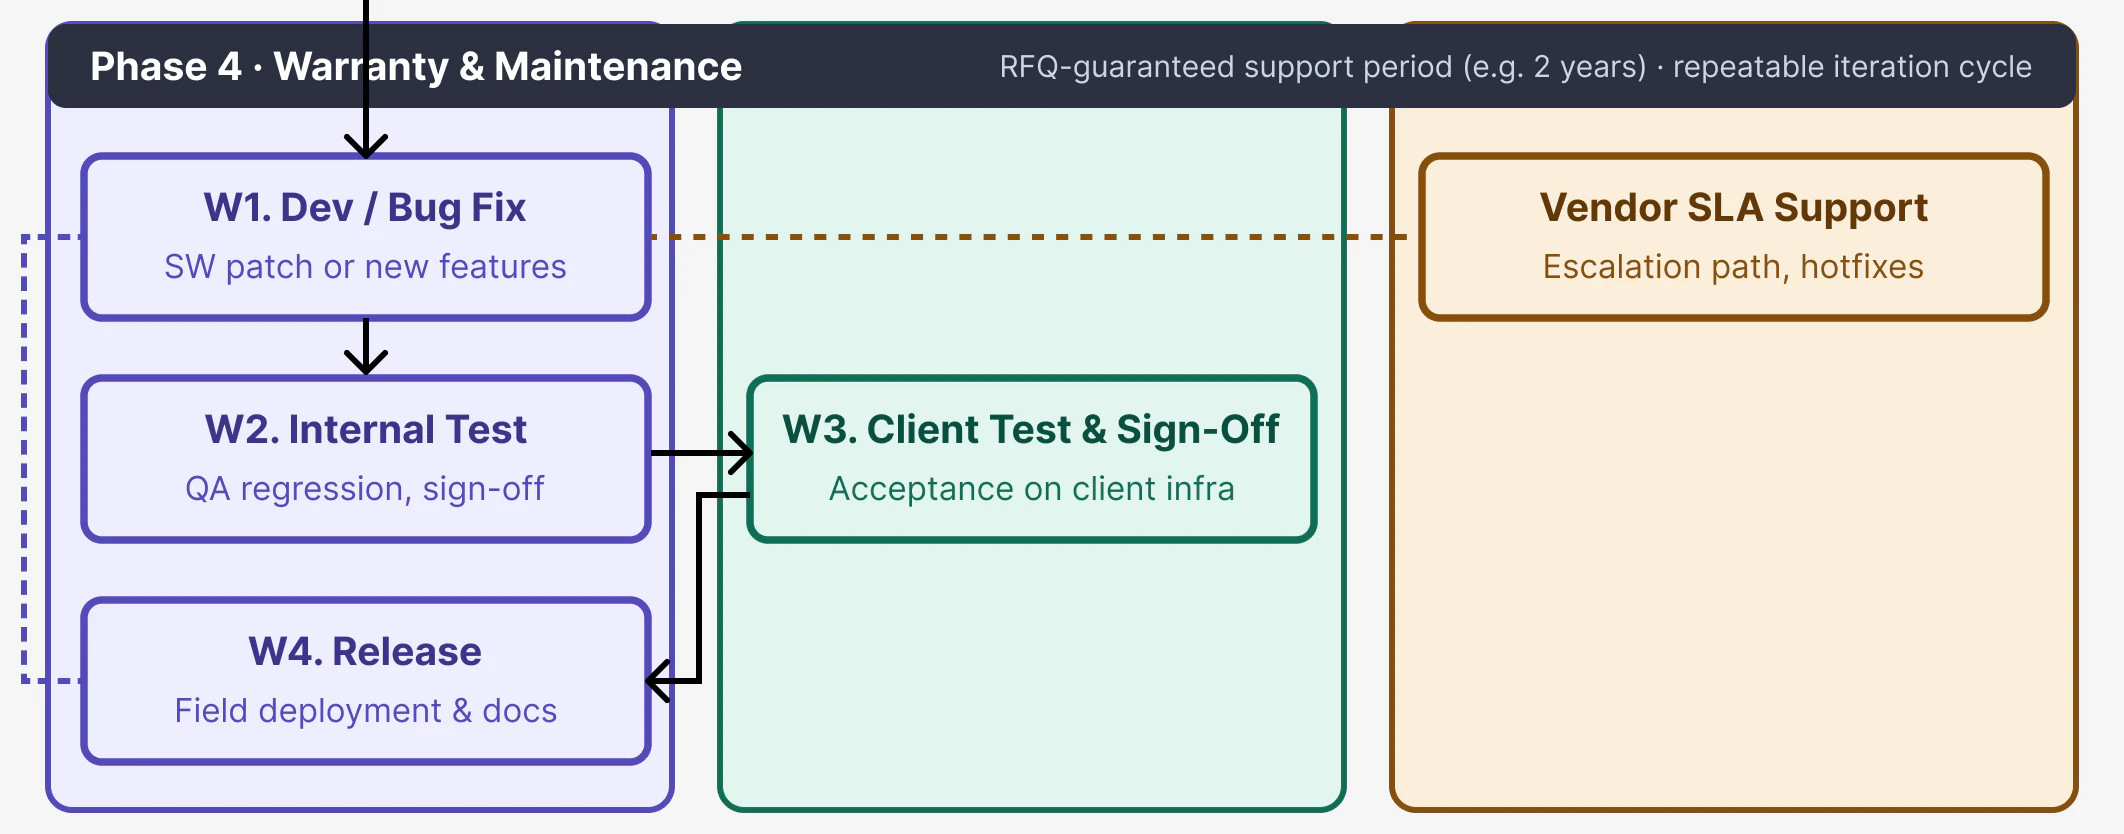 Phase 4 · Warranty & Maintenance
RFQ-guaranteed support period (e.g. 2 years) · repeatable iteration cycle
W1. Dev / Bug Fix
SW patch or new features
Vendor SLA Support
Escalation path, hotfixes
W2. Internal Test
QA regression, sign-off
W3. Client Test & Sign-Off
Acceptance on client infra
W4. Release
Field deployment & docs